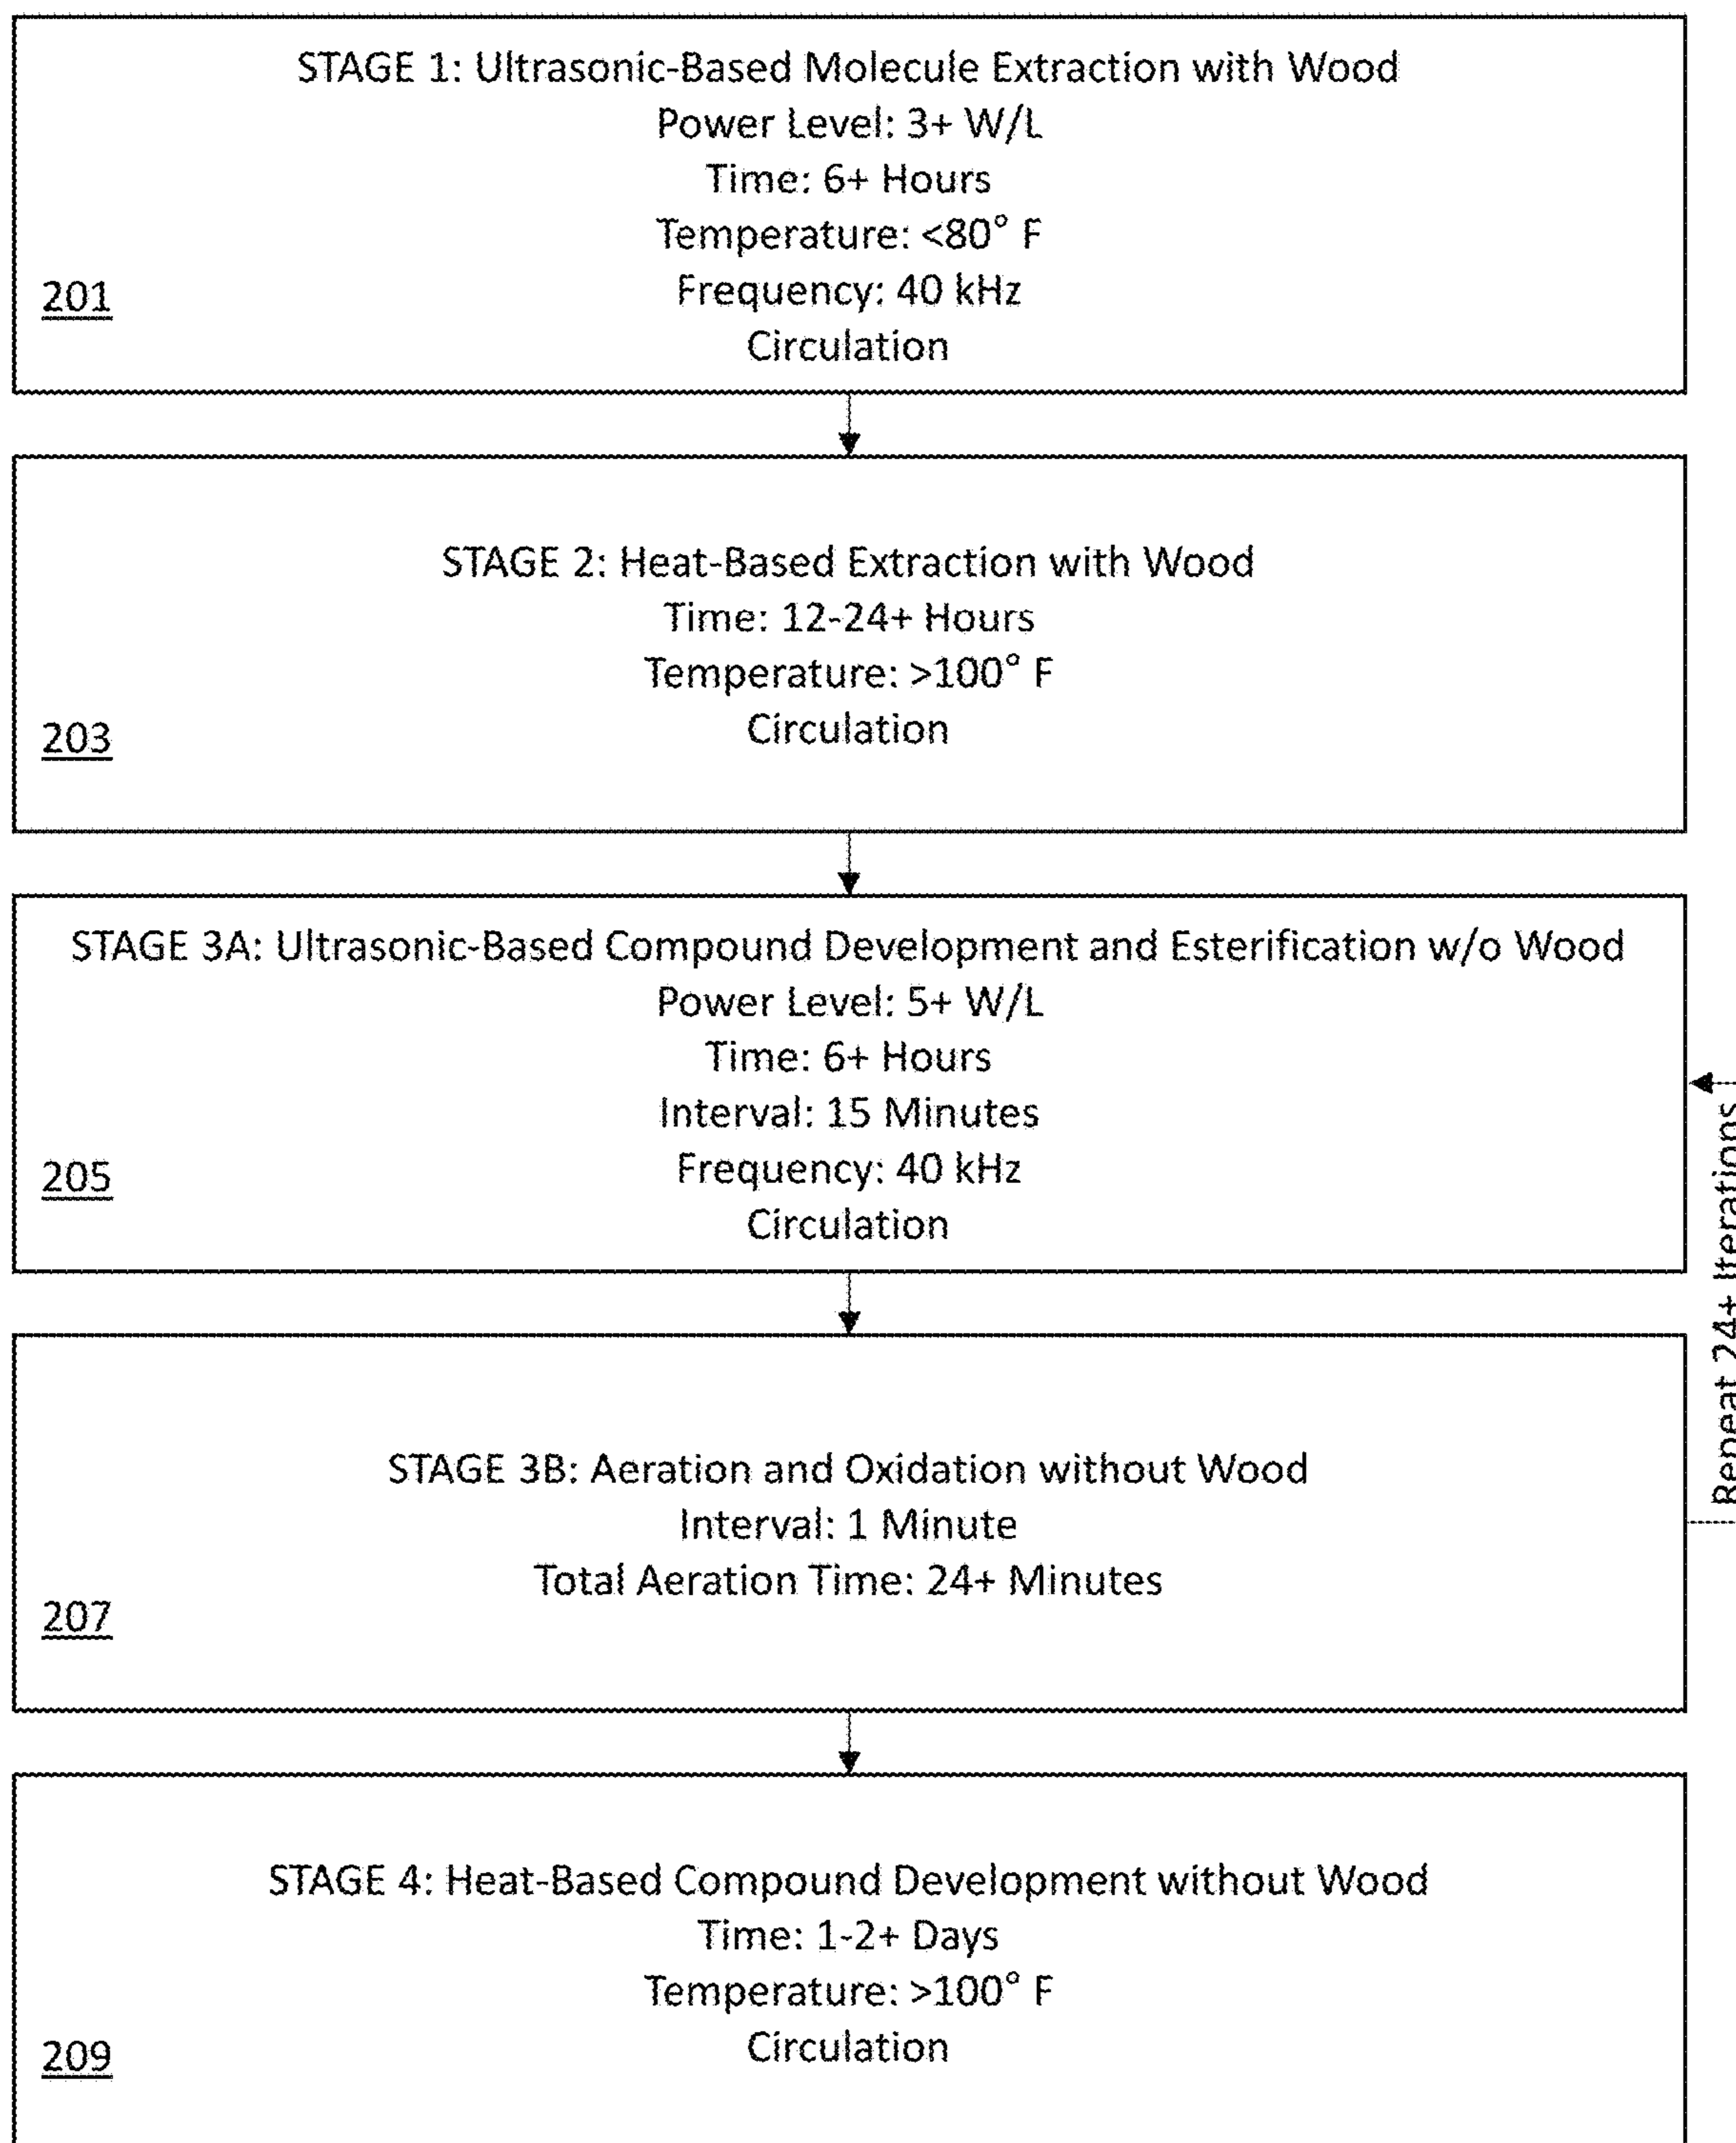 STAGE 1: Ultrasonic-Based Molecule Extraction with Wood
Power Level: 3+ W/L
Time: 6+ Hours
Temperature: <80° F
Frequency: 40 kHz
Circulation
201
STAGE 2: Heat-Based Extraction with Wood
Time: 12-24+ Hours
Temperature: >100° F
Circulation
203
STAGE 3A: Ultrasonic-Based Compound Development and Esterification w/o Wood
Power Level: 5+ W/L
Time: 6+ Hours
Interval: 15 Minutes
Frequency: 40 kHz
Circulation
205
Repeat 24+ Iterations
STAGE 3B: Aeration and Oxidation without Wood
Interval: 1 Minute
Total Aeration Time: 24+ Minutes
207
STAGE 4: Heat-Based Compound Development without Wood
Time: 1-2+ Days
Temperature: >100° F
Circulation
209